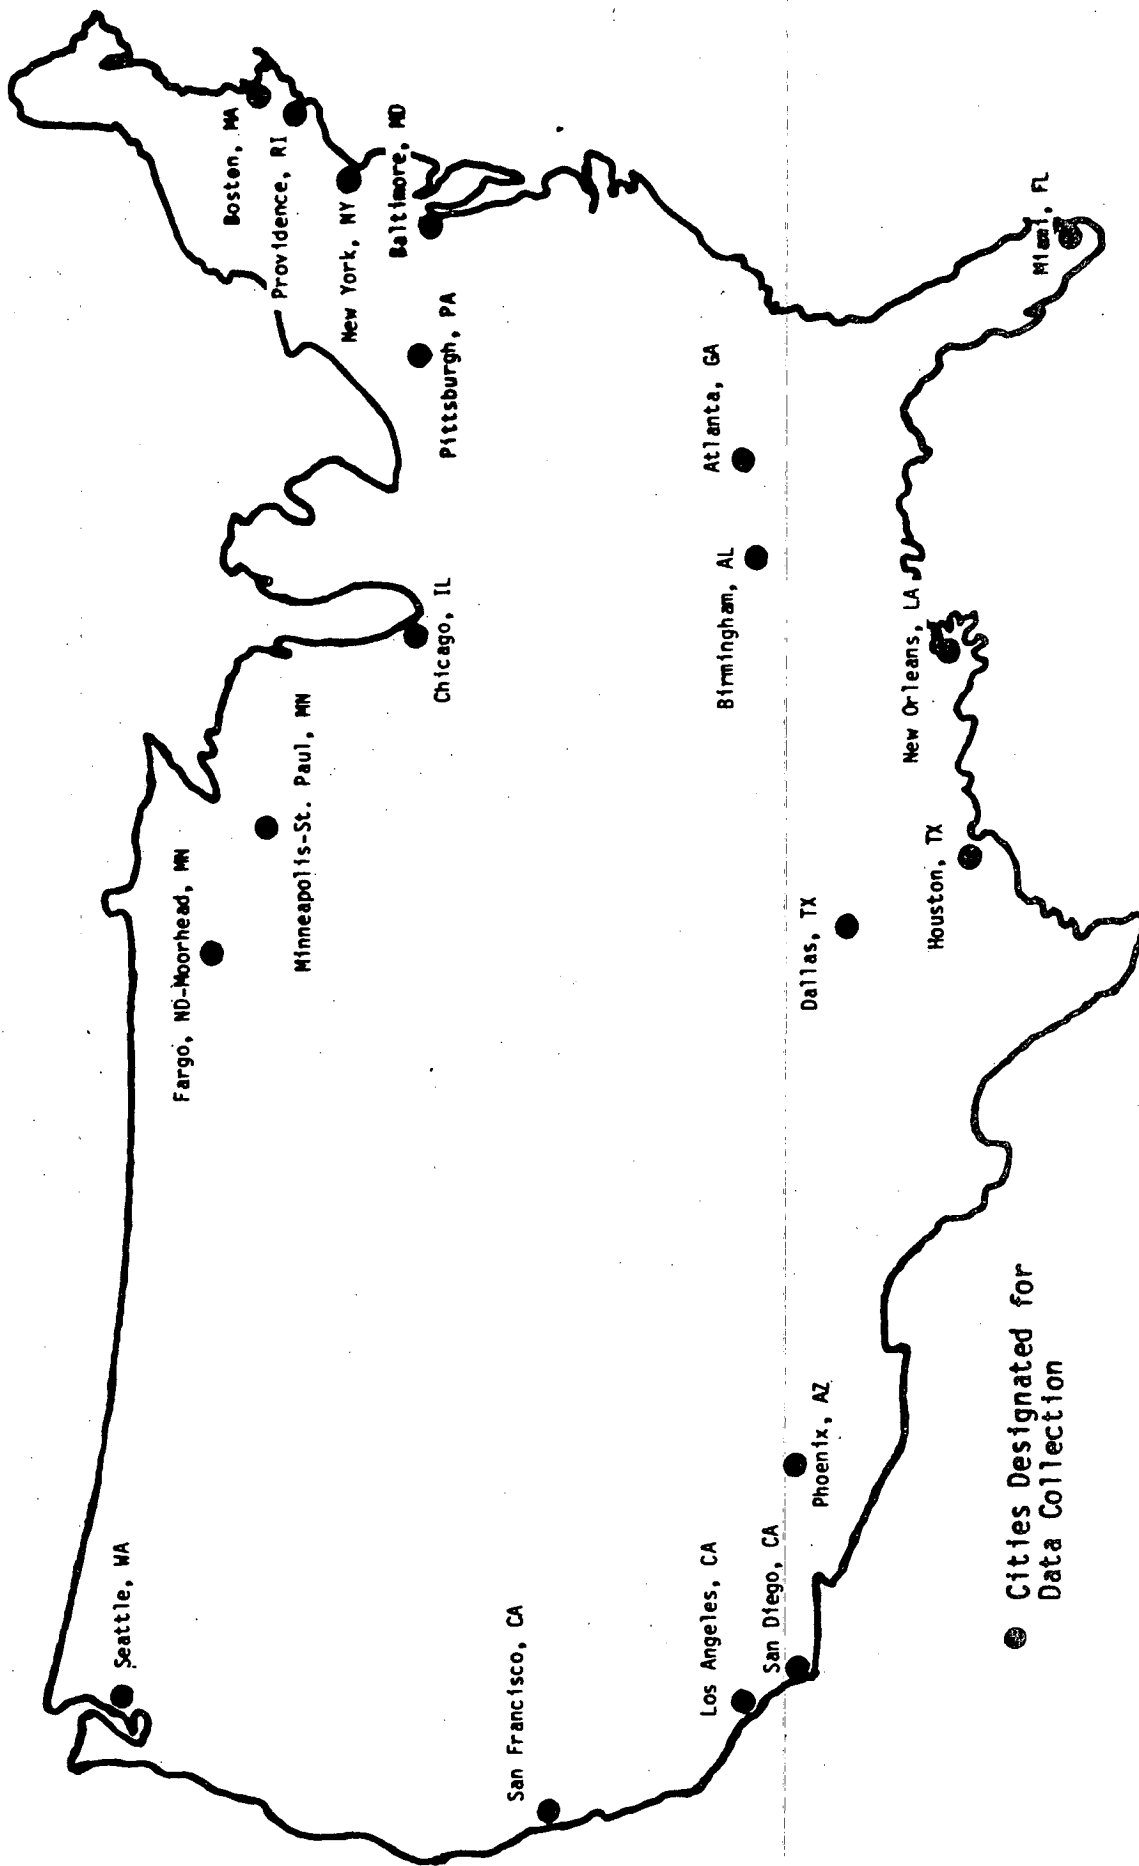 Seattle, WA
San Francisco, CA
Los Angeles, CA
San Diego, CA
Phoenix, AZ
Fargo, ND-Moorhead, MN
Minneapolis-St. Paul, MN
Dallas, TX
Houston, TX
Chicago, IL
New Orleans, LA
Birmingham, AL
Atlanta, GA
Pittsburgh, PA
Boston, MA
Providence, RI
New York, NY
Baltimore, MD
Miami, FL
Cities Designated for
Data Collection